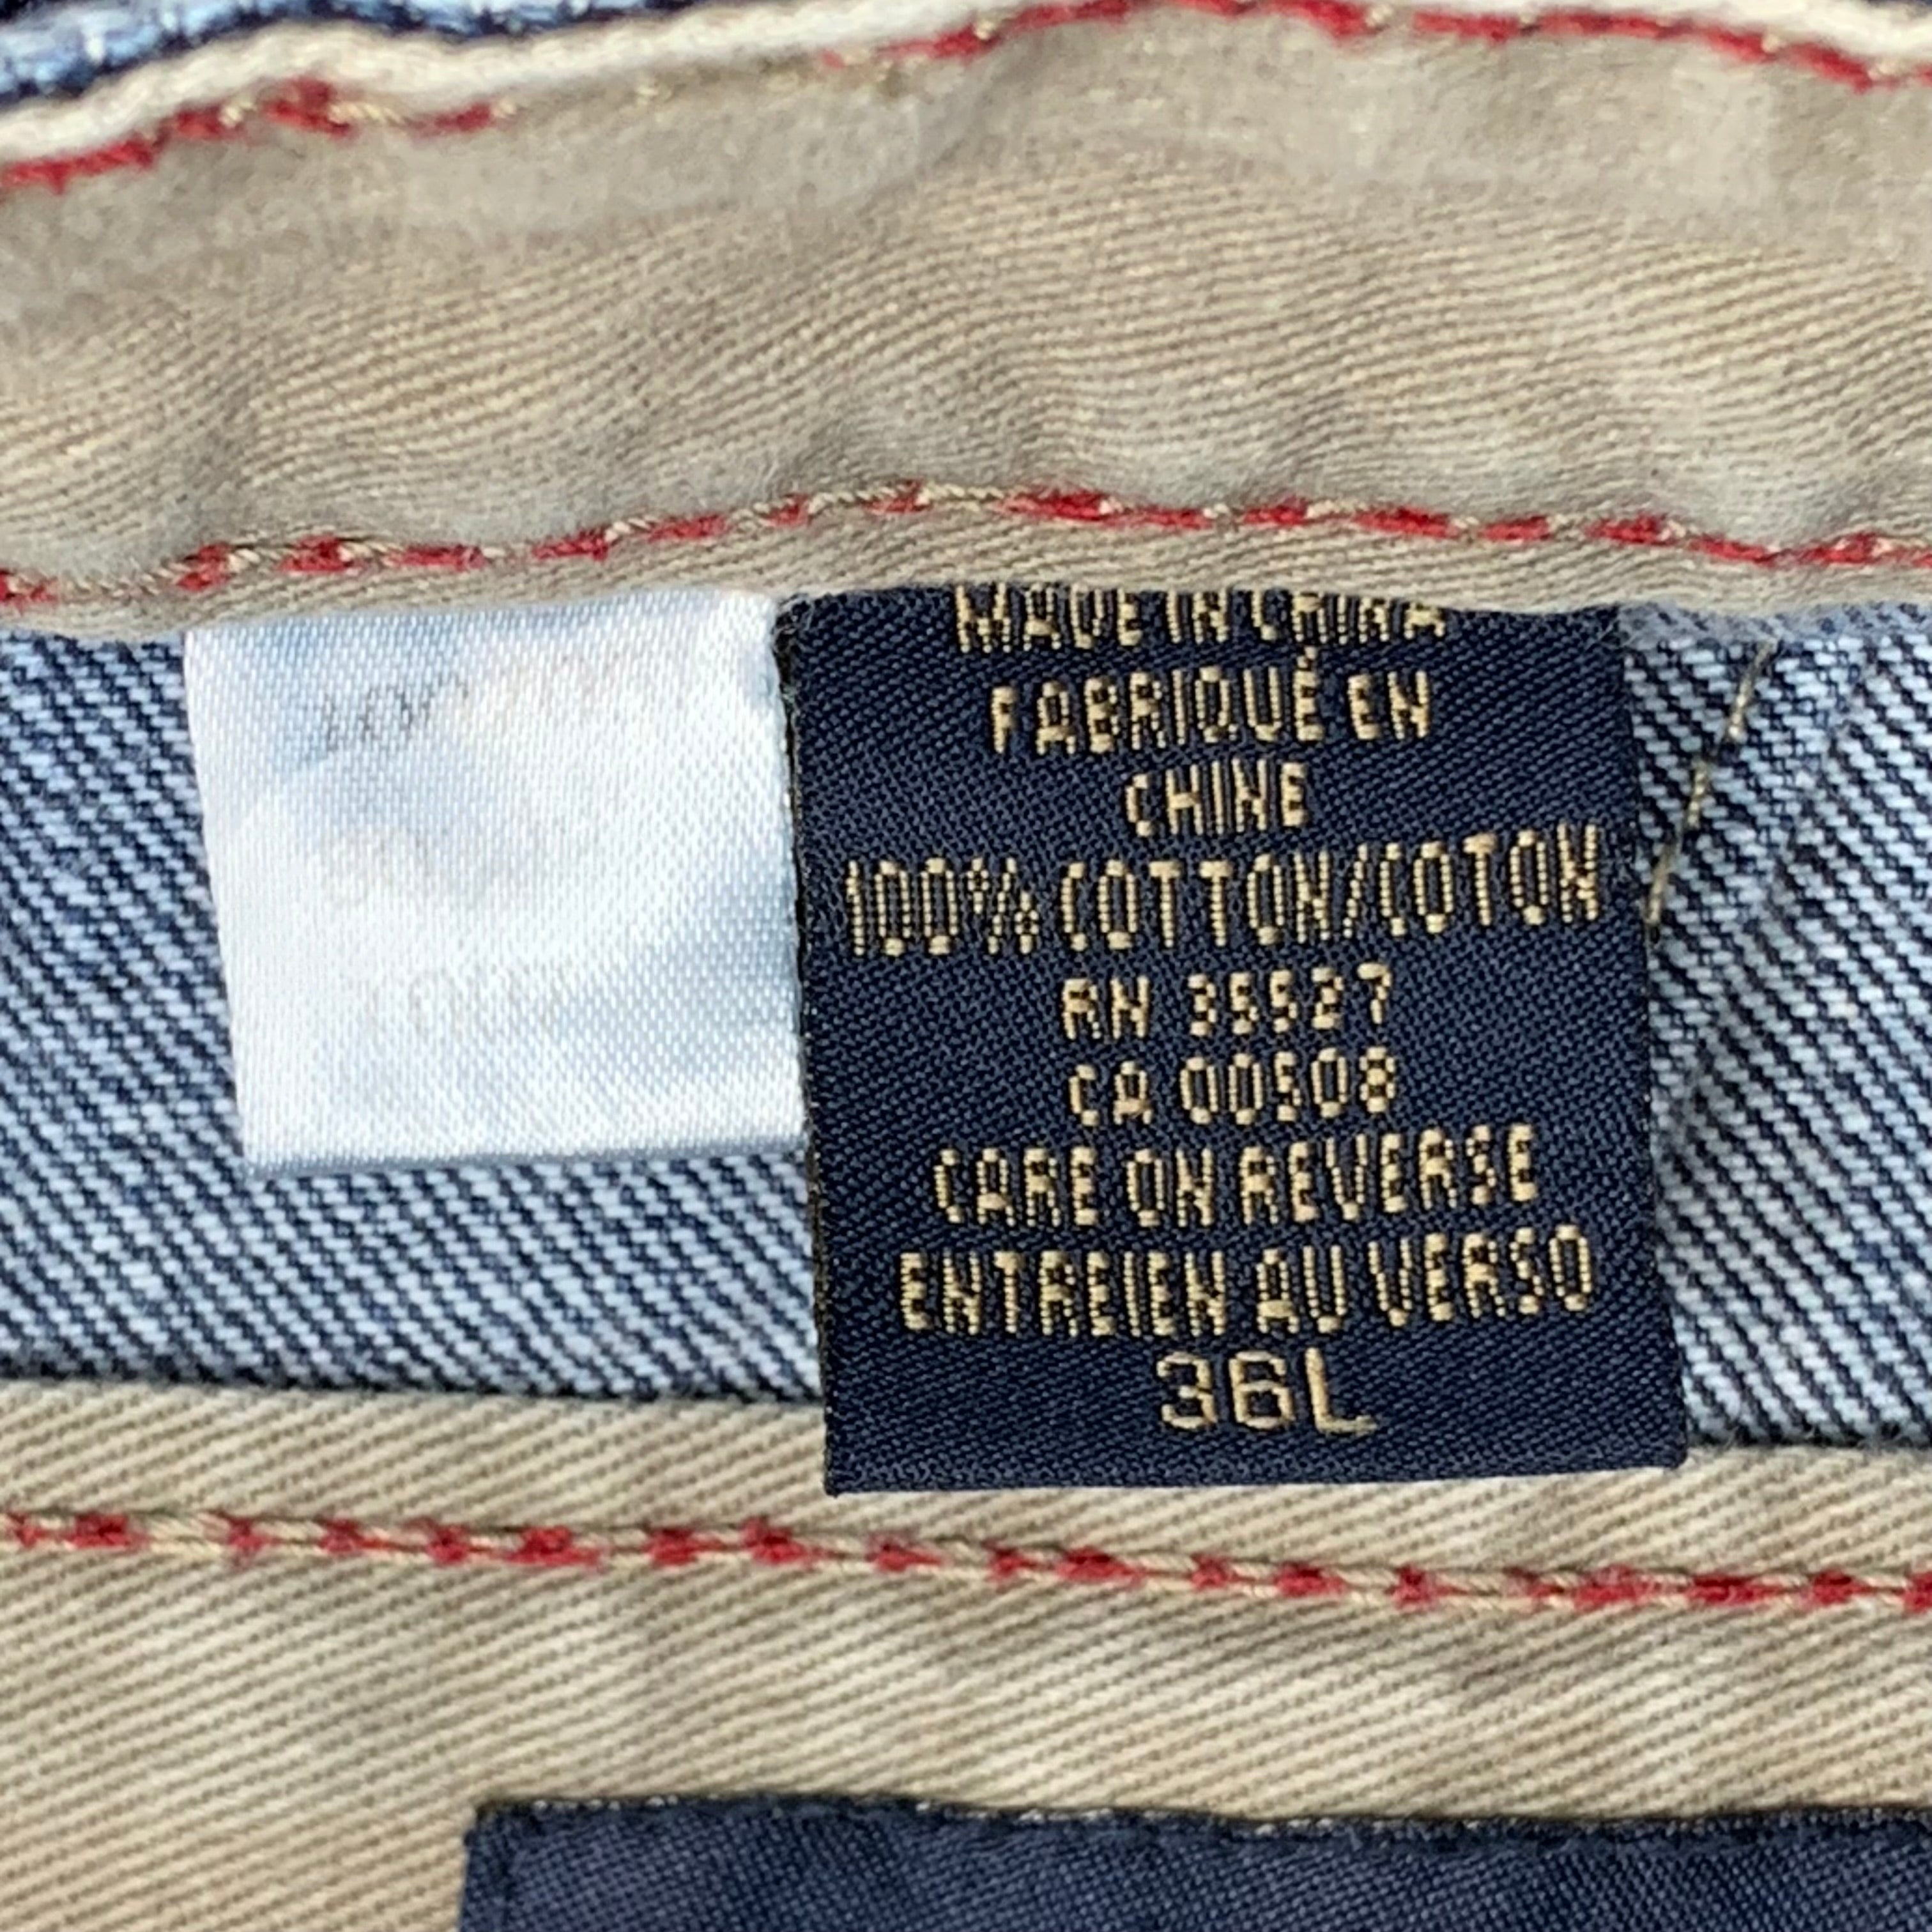 MADE IN CHINA
FABRIQUÉ EN
CHINE
100% COTTON/COTON
RN 35527
CA 00508
CARE ON REVERSE
ENTREIEN AU VERSO
36L